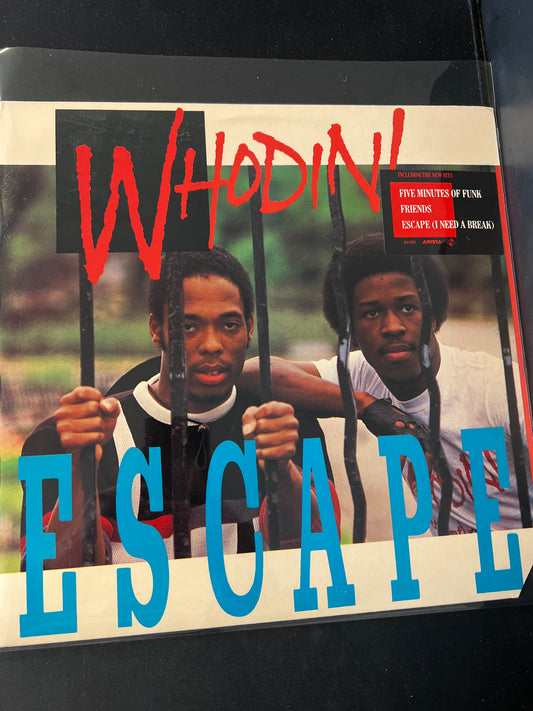 WHODINI
INCLUDING THE NEW HITS
FIVE MINUTES OF FUNK
FRIENDS
ESCAPE (I NEED A BREAK)
ARISTA
ESCAPE